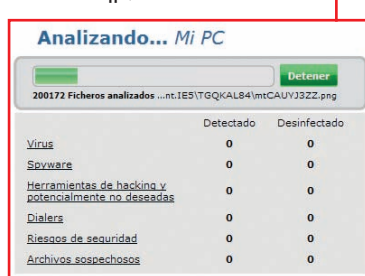 Analizando... Mi PC
Detener
200172 Ficheros analizados ...nt.IE5\TGQKAL84\mtCAUYJ3ZZ.png
Detectado Desinfectado
Virus 0 0
Spyware 0 0
Herramientas de hacking y
potencialmente no deseadas 0 0
Dialers 0 0
Riesgos de seguridad 0 0
Archivos sospechosos 0 0